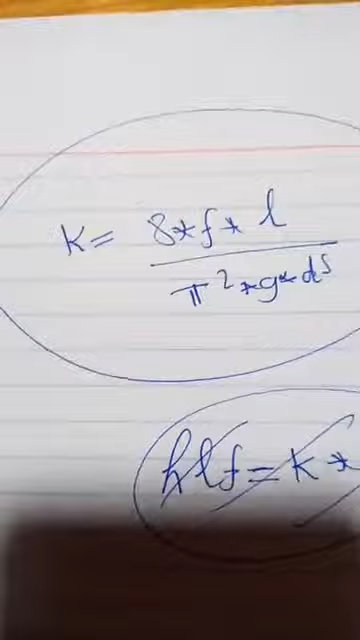 K = 8*f*l
π²*g*d⁵
hlf = K*